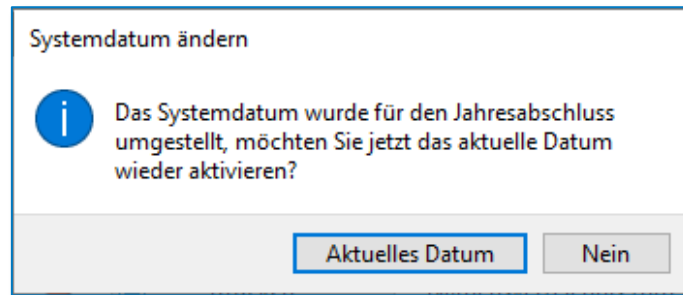 Systemdatum ändern
Das Systemdatum wurde für den Jahresabschluss
umgestellt, möchten Sie jetzt das aktuelle Datum
wieder aktivieren?
Aktuelles Datum
Nein